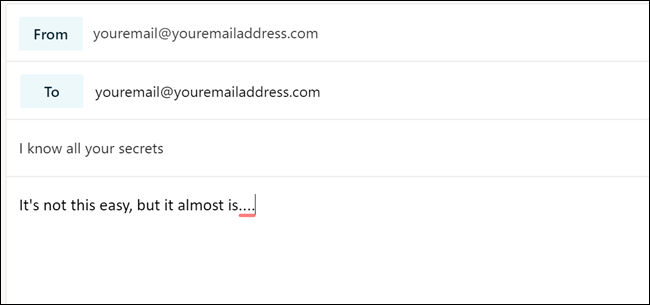 From youremail@youremailaddress.com
To youremail@youremailaddress.com
I know all your secrets
It's not this easy, but it almost is....